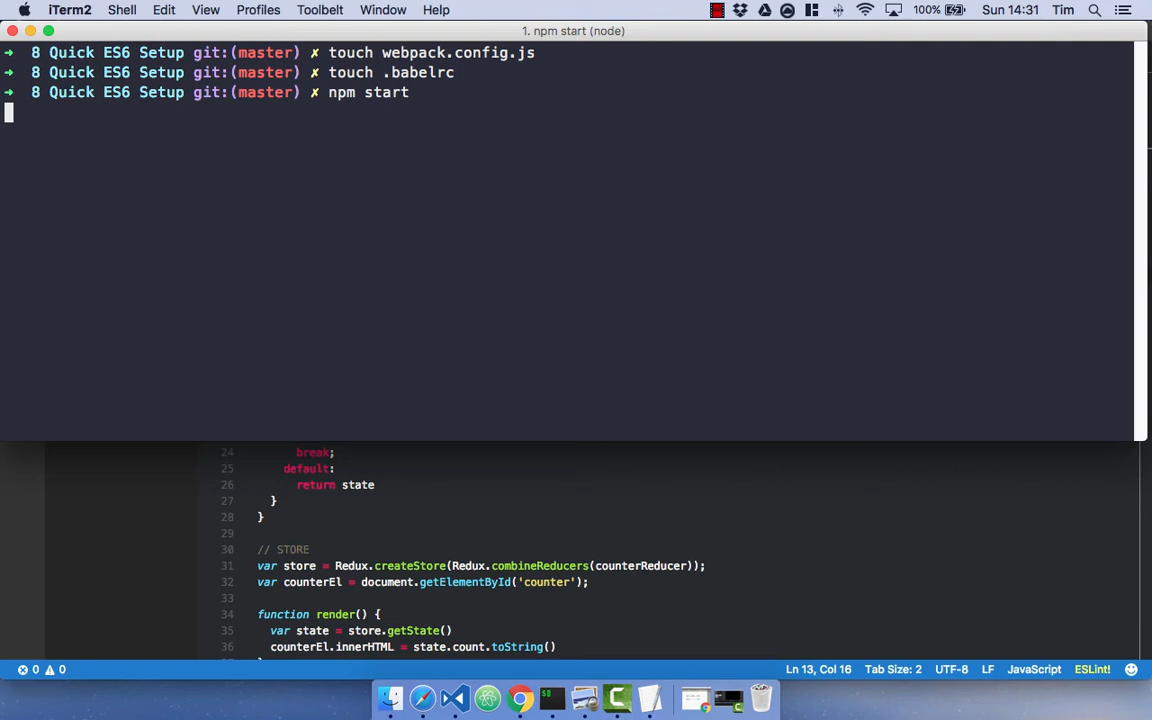 iTerm2 Shell Edit View Profiles Toolbelt Window Help 100% Sun 14:31 Tim
1. npm start (node)
➜ 8 Quick ES6 Setup git:(master) ✗ touch webpack.config.js
➜ 8 Quick ES6 Setup git:(master) ✗ touch .babelrc
➜ 8 Quick ES6 Setup git:(master) ✗ npm start
24 break;
25 default:
26 return state
27 }
28 }
29
30 // STORE
31 var store = Redux.createStore(Redux.combineReducers(counterReducer));
32 var counterEl = document.getElementById('counter');
33
34 function render() {
35 var state = store.getState()
36 counterEl.innerHTML = state.count.toString()
0 0 Ln 13, Col 16 Tab Size: 2 UTF-8 LF JavaScript ESLint!